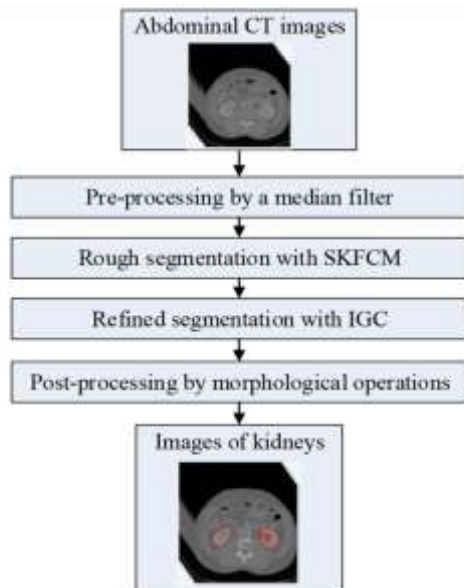 Abdominal CT images
Pre-processing by a median filter
Rough segmentation with SKFCM
Refined segmentation with IGC
Post-processing by morphological operations
Images of kidneys